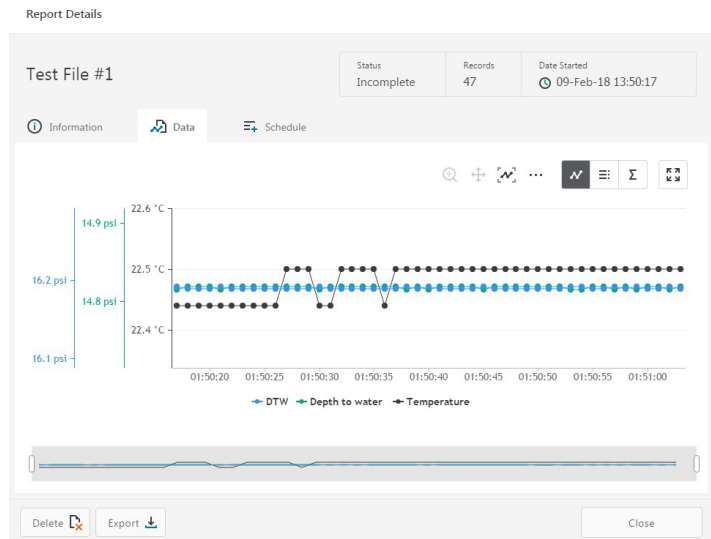 Report Details
Test File #1
Status
Incomplete
Records
47
Date Started
09-Feb-18 13:50:17
Information
Data
Schedule
Σ
22.6 °C
14.9 psi
22.5 °C
16.2 psi
14.8 psi
22.4 °C
16.1 psi
01:50:20 01:50:25 01:50:30 01:50:35 01:50:40 01:50:45 01:50:50 01:50:55 01:51:00
DTW Depth to water Temperature
Delete Export Close